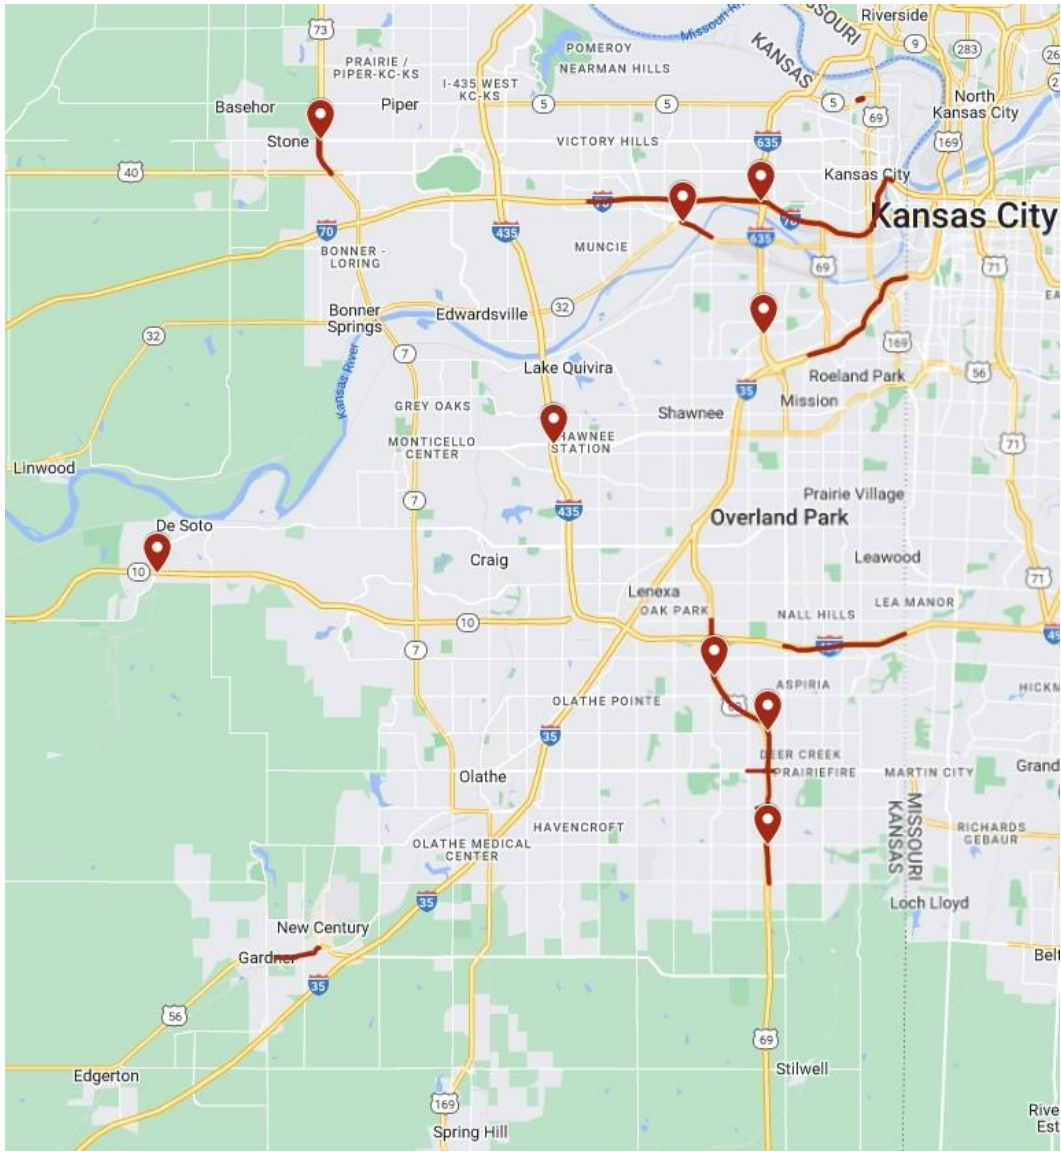 Riverside
73
POMEROY
Missouri
MISSOURI
9
283
PRAIRIE /
PIPER-KC-KS
NEARMAN HILLS
KANSAS
I-435 WEST
KC-KS
Basehor
Piper
5
5
5
North
Kansas City
69
Stone
VICTORY HILLS
635
169
40
Kansas City
70
Kansas City
70
435
MUNCIE
635
70
BONNER -
LORING
69
71
Bonner
Springs
Edwardsville
32
32
169
Kansas River
7
Lake Quivira
Roeland Park
56
35
Mission
GREY OAKS
Shawnee
MONTICELLO
CENTER
STATION
71
Linwood
7
Prairie Village
435
Overland Park
De Soto
Craig
Leawood
10
71
Lenexa
OAK PARK
NALL HILLS
LEA MANOR
10
7
ASPIRIA
OLATHE POINTE
35
DEER CREEK
PRAIRIEFIRE
MARTIN CITY
Olathe
MISSOURI
KANSAS
HAVENCROFT
RICHARDS
GEBAUR
OLATHE MEDICAL
CENTER
35
Loch Lloyd
New Century
Gardner
35
56
69
Stilwell
Edgerton
169
Spring Hill